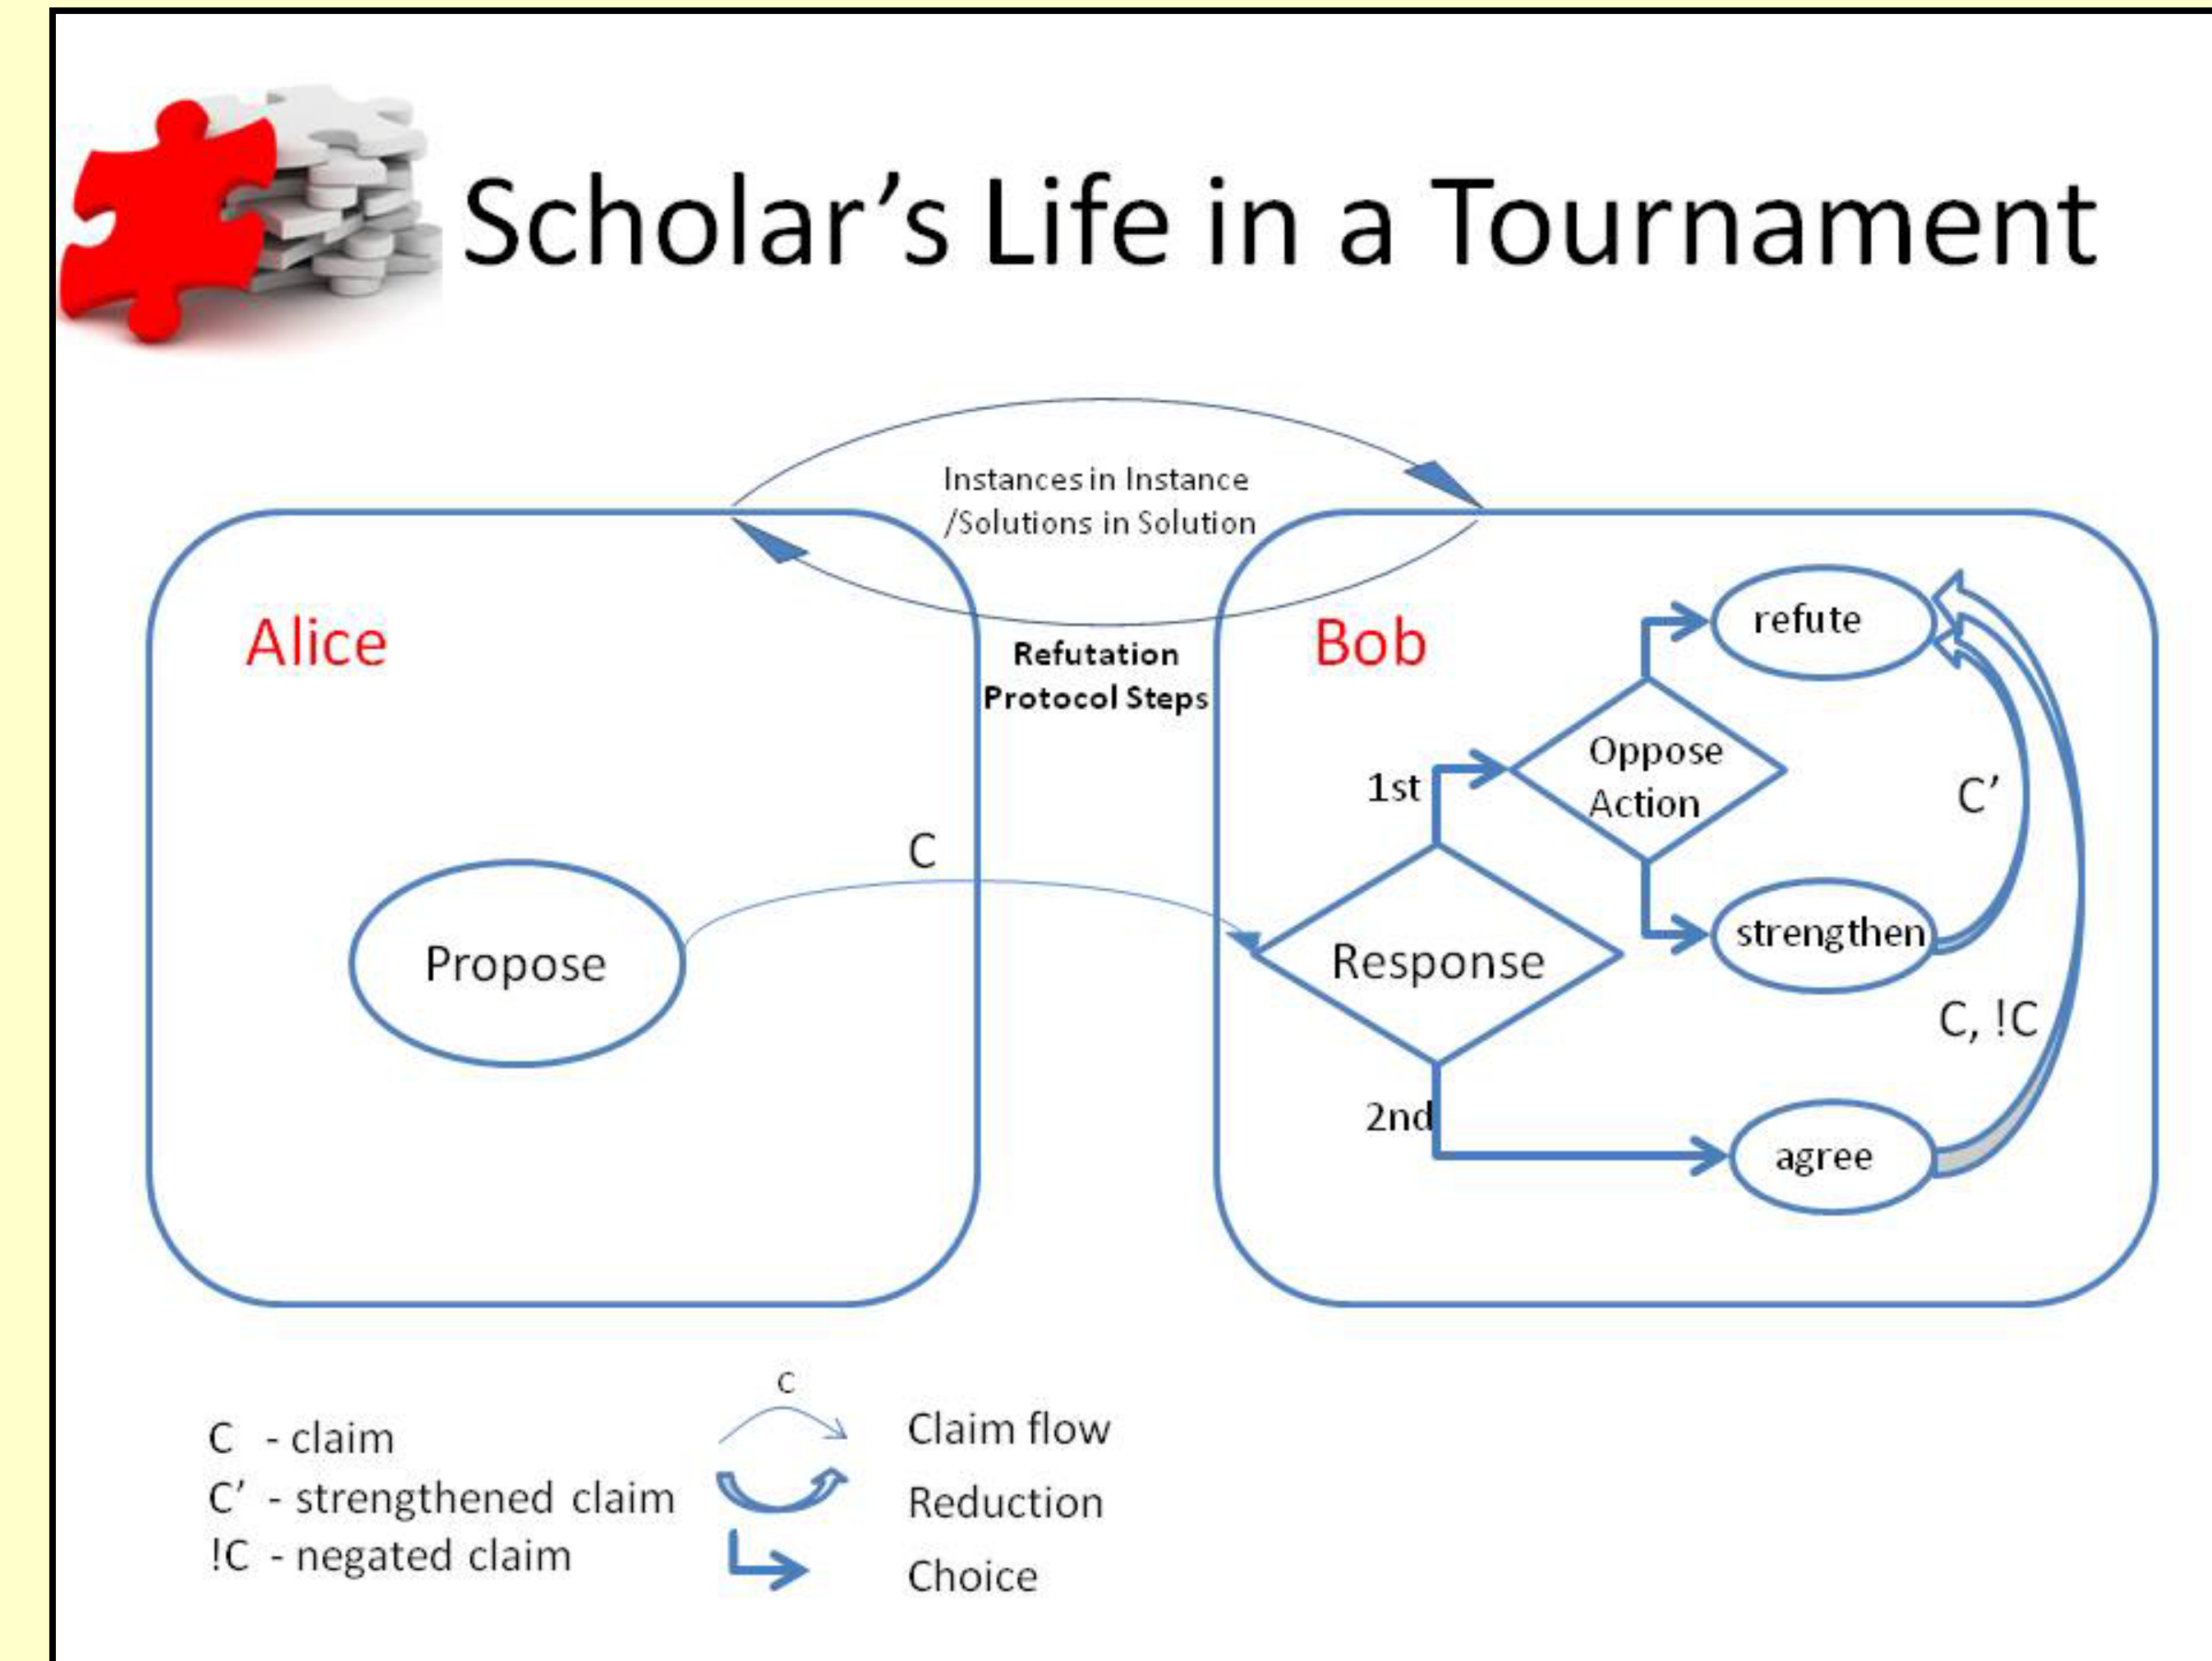 Scholar’s Life in a Tournament
Instances in Instance
/Solutions in Solution
Refutation
Protocol Steps
Alice
Propose
C
Bob
1st
2nd
Response
Oppose
Action
refute
strengthen
agree
C’
C, !C
C - claim
C’ - strengthened claim
!C - negated claim
c
Claim flow
Reduction
Choice